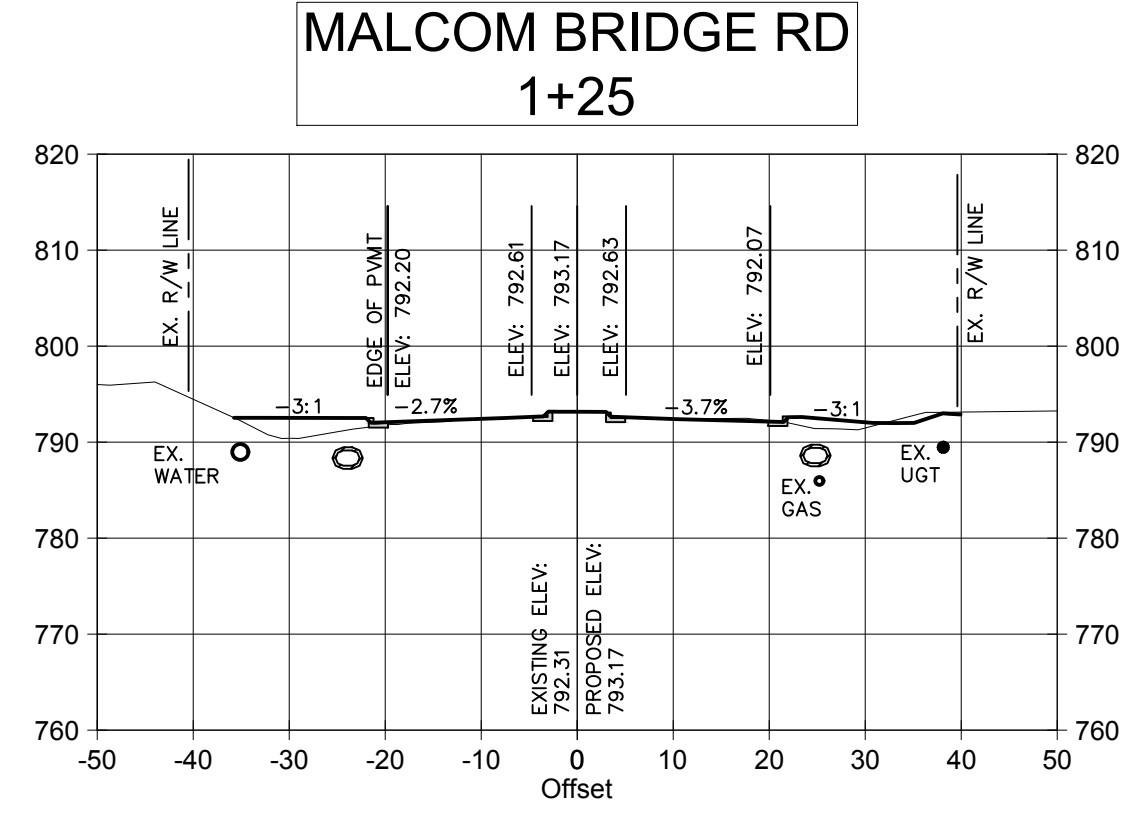 MALCOM BRIDGE RD
1+25
820
820
810
810
800
800
790
790
780
780
770
770
760
760
EX. R/W LINE
EDGE OF PVMT
ELEV: 792.20
ELEV: 792.61
ELEV: 793.17
ELEV: 792.63
ELEV: 792.07
EX. R/W LINE
-3:1
-2.7%
-3.7%
-3:1
EX.
WATER
EX.
GAS
EX.
UGT
EXISTING ELEV:
792.31
PROPOSED ELEV:
793.17
-50 -40 -30 -20 -10 0 10 20 30 40 50
Offset